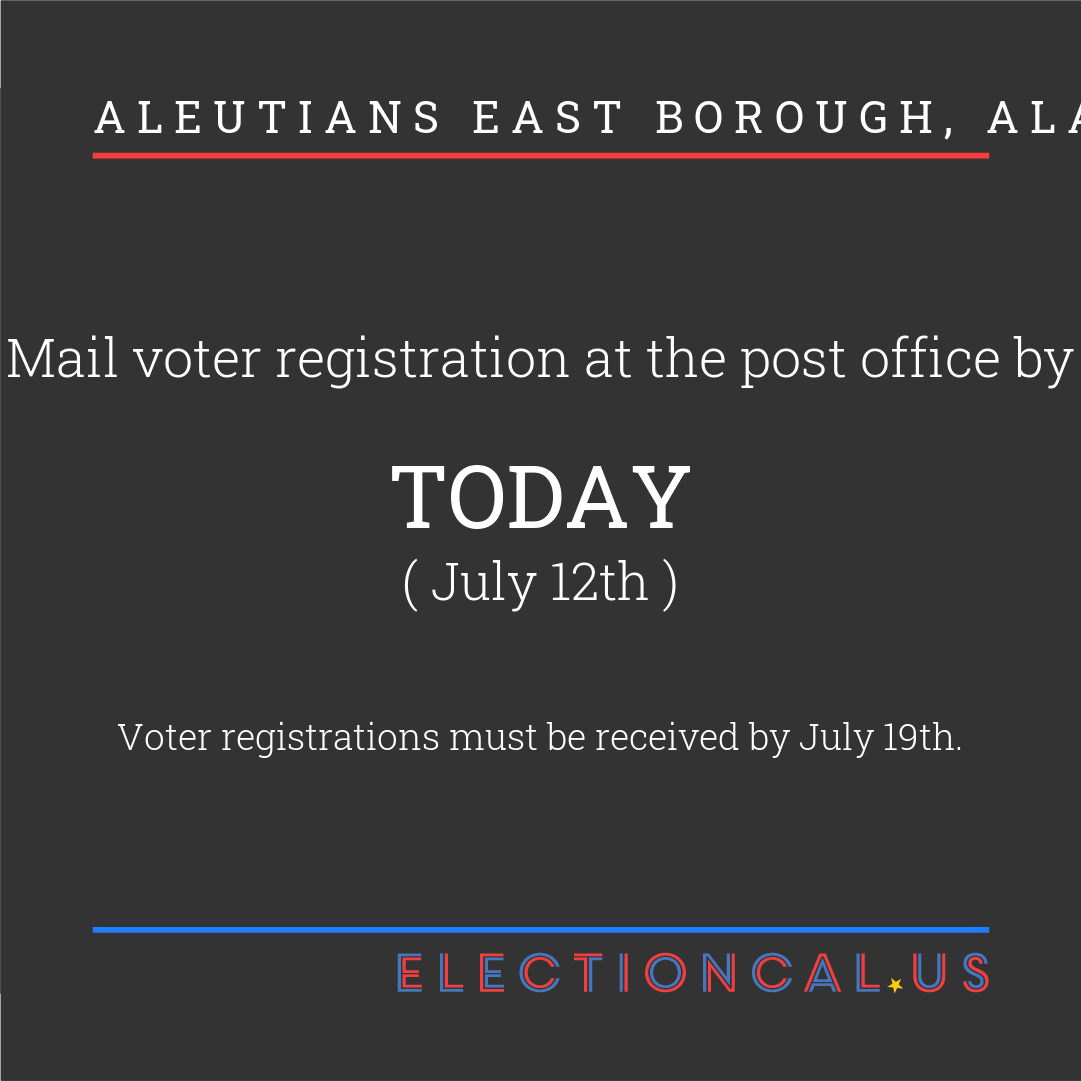 ALEUTIANS EAST BOROUGH, ALA
Mail voter registration at the post office by
TODAY
( July 12th )
Voter registrations must be received by July 19th.
ELECTIONCAL.US